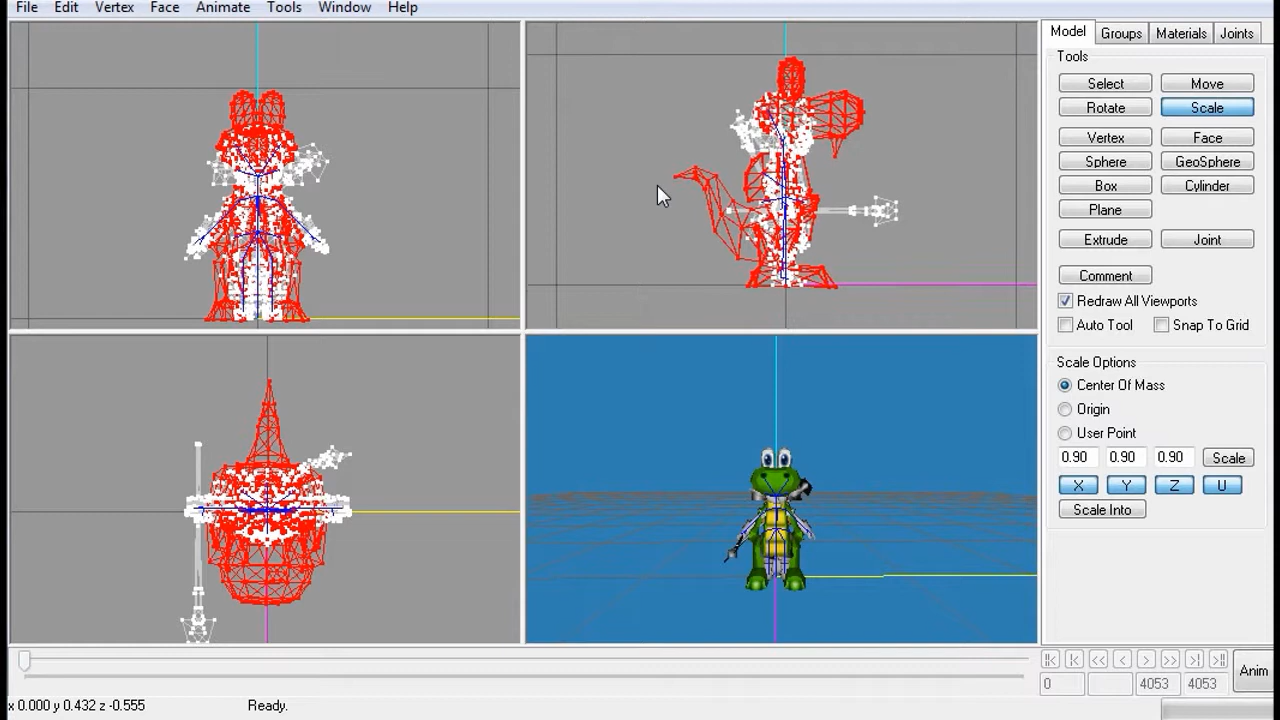 File Edit Vertex Face Animate Tools Window Help
Model Groups Materials Joints
Tools
Select Move
Rotate Scale
Vertex Face
Sphere GeoSphere
Box Cylinder
Plane
Extrude Joint
Comment
Redraw All Viewports
Auto Tool Snap To Grid
Scale Options
Center Of Mass
Origin
User Point
0.90 0.90 0.90 Scale
X Y Z U
Scale Into
0 4053 4053 Anim
x 0.000 y 0.432 z -0.555 Ready.